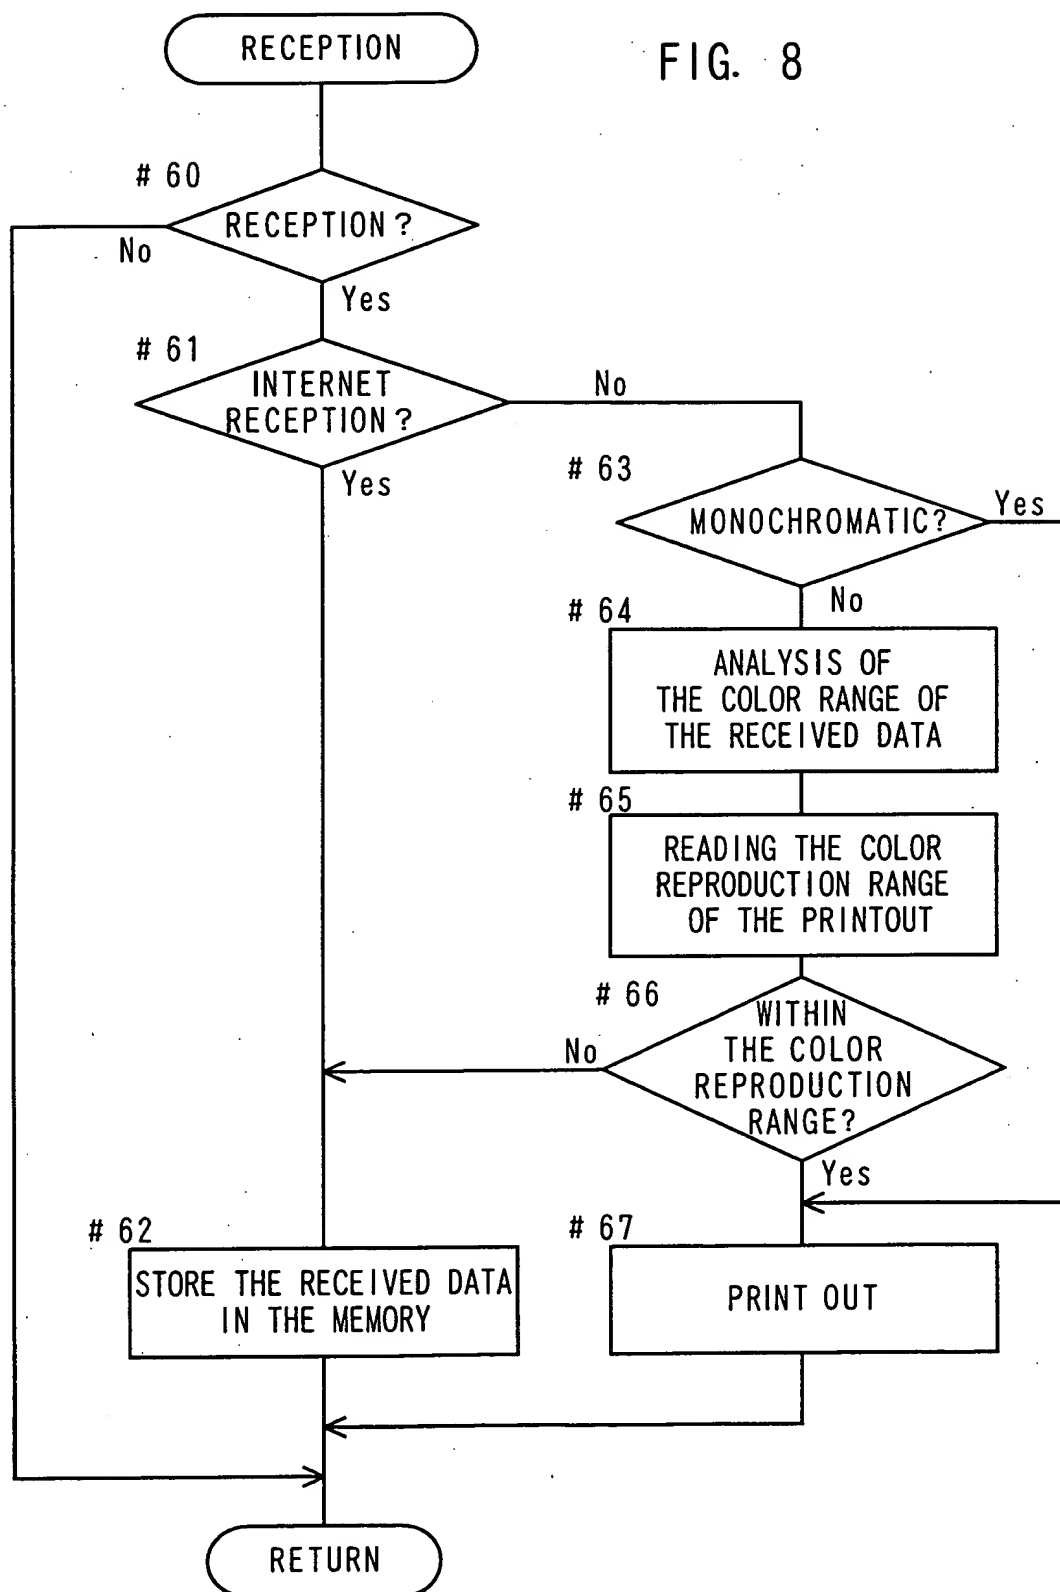 RECEPTION
FIG. 8
# 60
RECEPTION?
No
Yes
# 61
INTERNET
RECEPTION?
No
Yes
# 63
MONOCHROMATIC?
Yes
No
# 64
ANALYSIS OF
THE COLOR RANGE OF
THE RECEIVED DATA
# 65
READING THE COLOR
REPRODUCTION RANGE
OF THE PRINTOUT
# 66
WITHIN
THE COLOR
REPRODUCTION
RANGE?
No
Yes
# 62
STORE THE RECEIVED DATA
IN THE MEMORY
# 67
PRINT OUT
RETURN